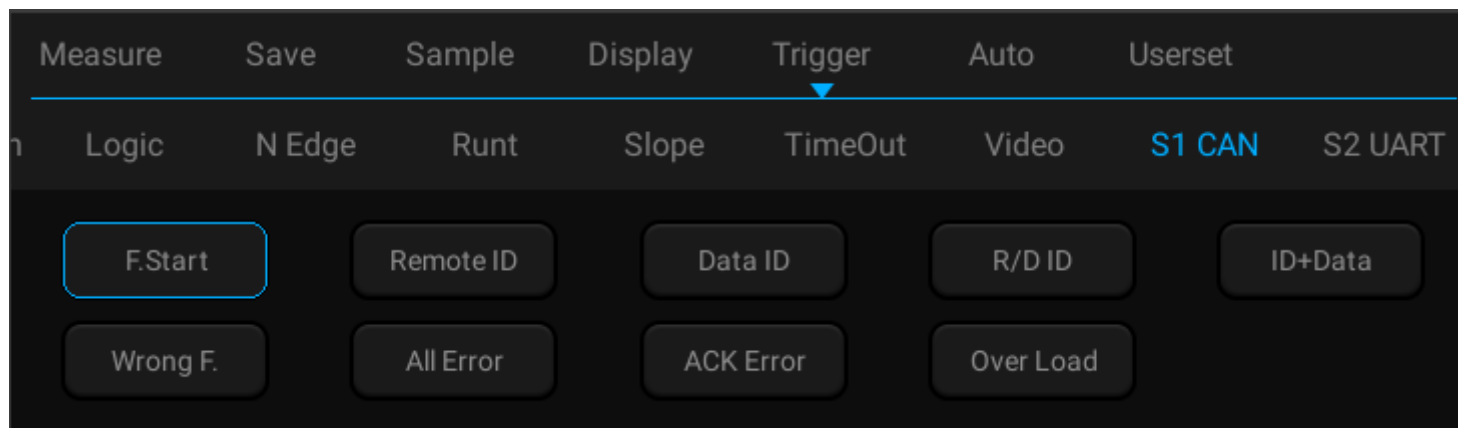 Measure Save Sample Display Trigger Auto Userset
Logic N Edge Runt Slope TimeOut Video S1 CAN S2 UART
F.Start Remote ID Data ID R/D ID ID+Data
Wrong F. All Error ACK Error Over Load